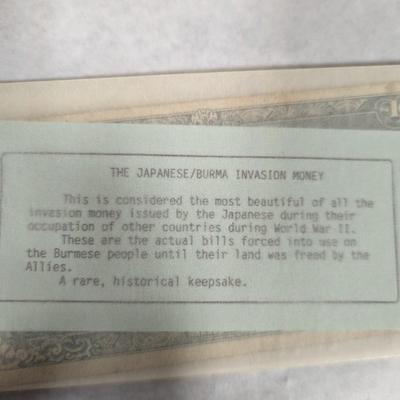 THE JAPANESE/BURMA INVASION MONEY
This is considered the most beautiful of all the
invasion money issued by the Japanese during their
occupation of other countries during World War II.
These are the actual bills forced into use on
the Burmese people until their land was freed by the
Allies.
A rare, historical keepsake.